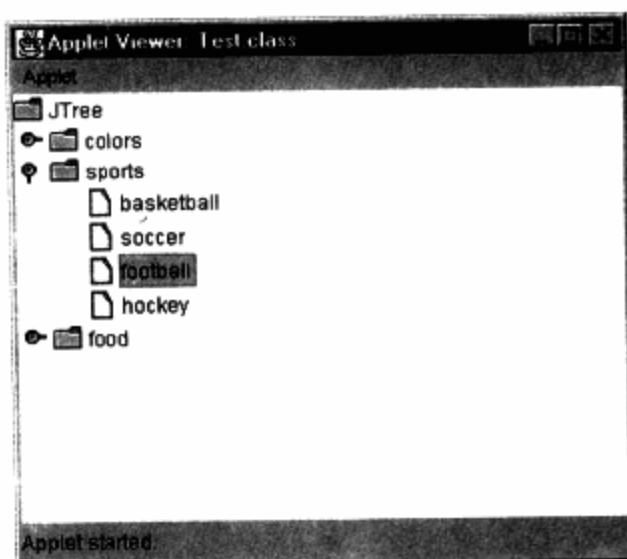 Applet Viewer: Test.class
Applet
JTree
colors
sports
basketball
soccer
football
hockey
food
Applet started.